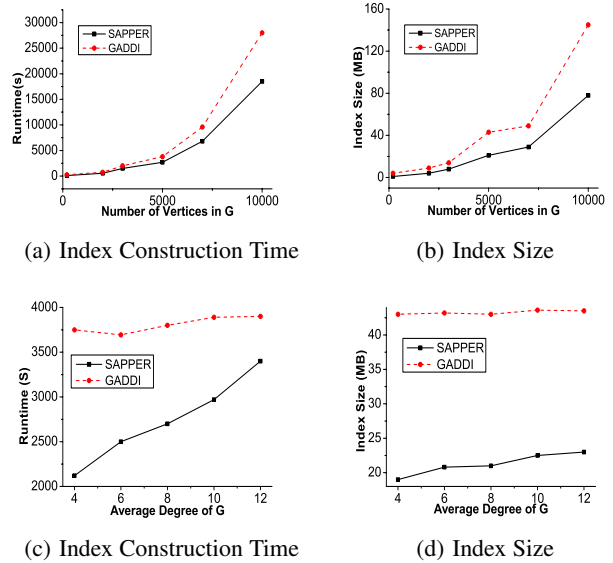 30000
25000
20000
15000
10000
5000
0
Runtime(s)
SAPPER
GADDI
0
5000
10000
Number of Vertices in G
(a) Index Construction Time
160
120
80
40
0
Index Size (MB)
SAPPER
GADDI
0
5000
10000
Number of Vertices in G
(b) Index Size
4000
3500
3000
2500
2000
Runtime (S)
SAPPER
GADDI
4
6
8
10
12
Average Degree of G
(c) Index Construction Time
40
35
30
25
20
Index Size (MB)
SAPPER
GADDI
4
6
8
10
12
Average Degree of G
(d) Index Size